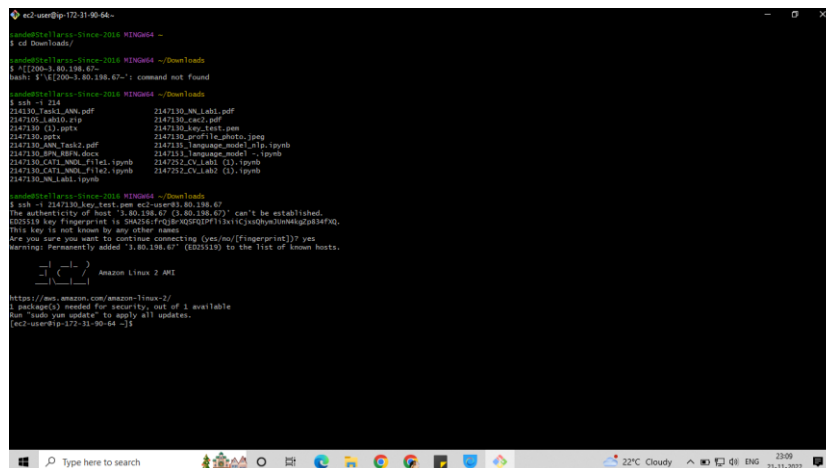 ec2-user@ip-172-31-90-64:~
sande@Stellarss-Since-2016 MINGW64 ~
$ cd Downloads/
sande@Stellarss-Since-2016 MINGW64 ~/Downloads
$ ^[[200~3.80.198.67~
bash: $'\E[200~3.80.198.67~': command not found
sande@Stellarss-Since-2016 MINGW64 ~/Downloads
$ ssh -i 214
214130_Task1_ANN.pdf 2147130_NN_Lab1.pdf
2147105_Lab10.zip 2147130_cac2.pdf
2147130 (1).pptx 2147130_key_test.pem
2147130.pptx 2147130_profile_photo.jpeg
2147130_ANN_Task2.pdf 2147135_language_model_nlp.ipynb
2147130_BPN_RBFN.docx 2147153_language_model -.ipynb
2147130_CAT1_NNDL_file1.ipynb 2147252_CV_Lab1 (1).ipynb
2147130_CAT1_NNDL_file2.ipynb 2147252_CV_Lab2 (1).ipynb
2147130_NN_Lab1.ipynb
sande@Stellarss-Since-2016 MINGW64 ~/Downloads
$ ssh -i 2147130_key_test.pem ec2-user@3.80.198.67
The authenticity of host '3.80.198.67 (3.80.198.67)' can't be established.
ED25519 key fingerprint is
This key is not known by any other names
Are you sure you want to continue connecting (yes/no/[fingerprint])? yes
Warning: Permanently added '3.80.198.67' (ED25519) to the list of known hosts.
Amazon Linux 2 AMI
https://aws.amazon.com/amazon-linux-2/
1 package(s) needed for security, out of 1 available
Run "sudo yum update" to apply all updates.
[ec2-user@ip-172-31-90-64 ~]$
Type here to search
22°C Cloudy
ENG
23:09
21-11-2022